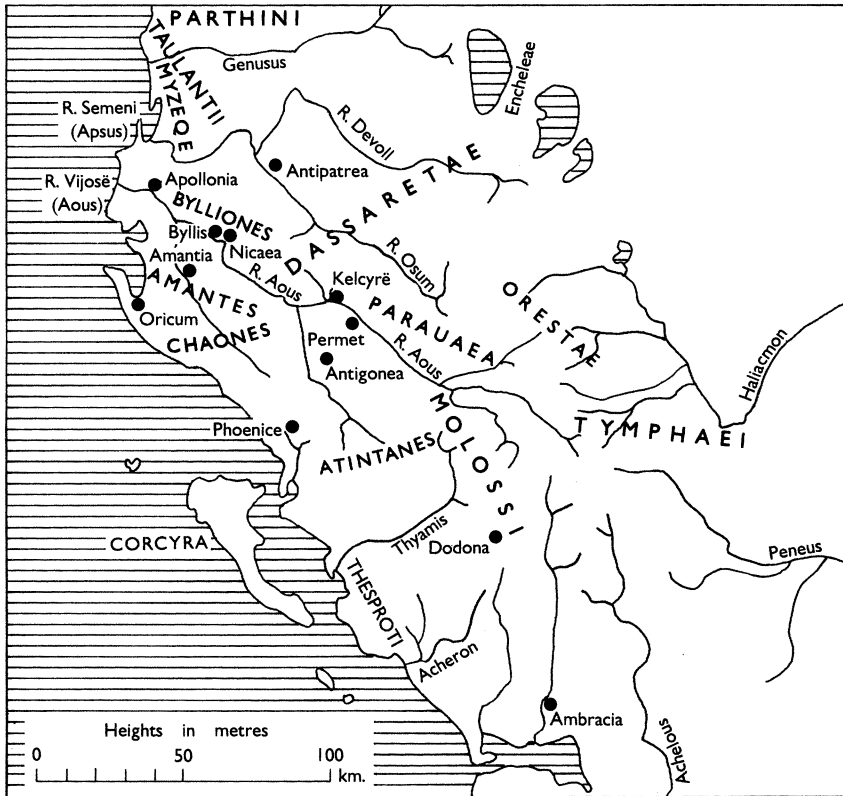 PARTHINI
TAULANTII
MYZEQE
Genusus
Encheleae
R. Semeni
(Apsus)
R. Devoll
Antipatrea
R. Vijosë
(Aous)
Apollonia
BYLLIONES
DASSARETAE
Byllis
Nicaea
R. Osum
Amantia
R. Aous
Kelcyrë
AMANTES
ORESTAE
Oricum
PARAUAEA
CHAONES
Permet
R. Aous
Antigonea
Haliacmon
MOLOSSI
TYMPHAEI
Phoenice
ATINTANES
CORCYRA
Thyamis
Dodona
Peneus
THESPROTI
Acheron
Ambracia
Achelous
Heights in metres
0 50 100
km.